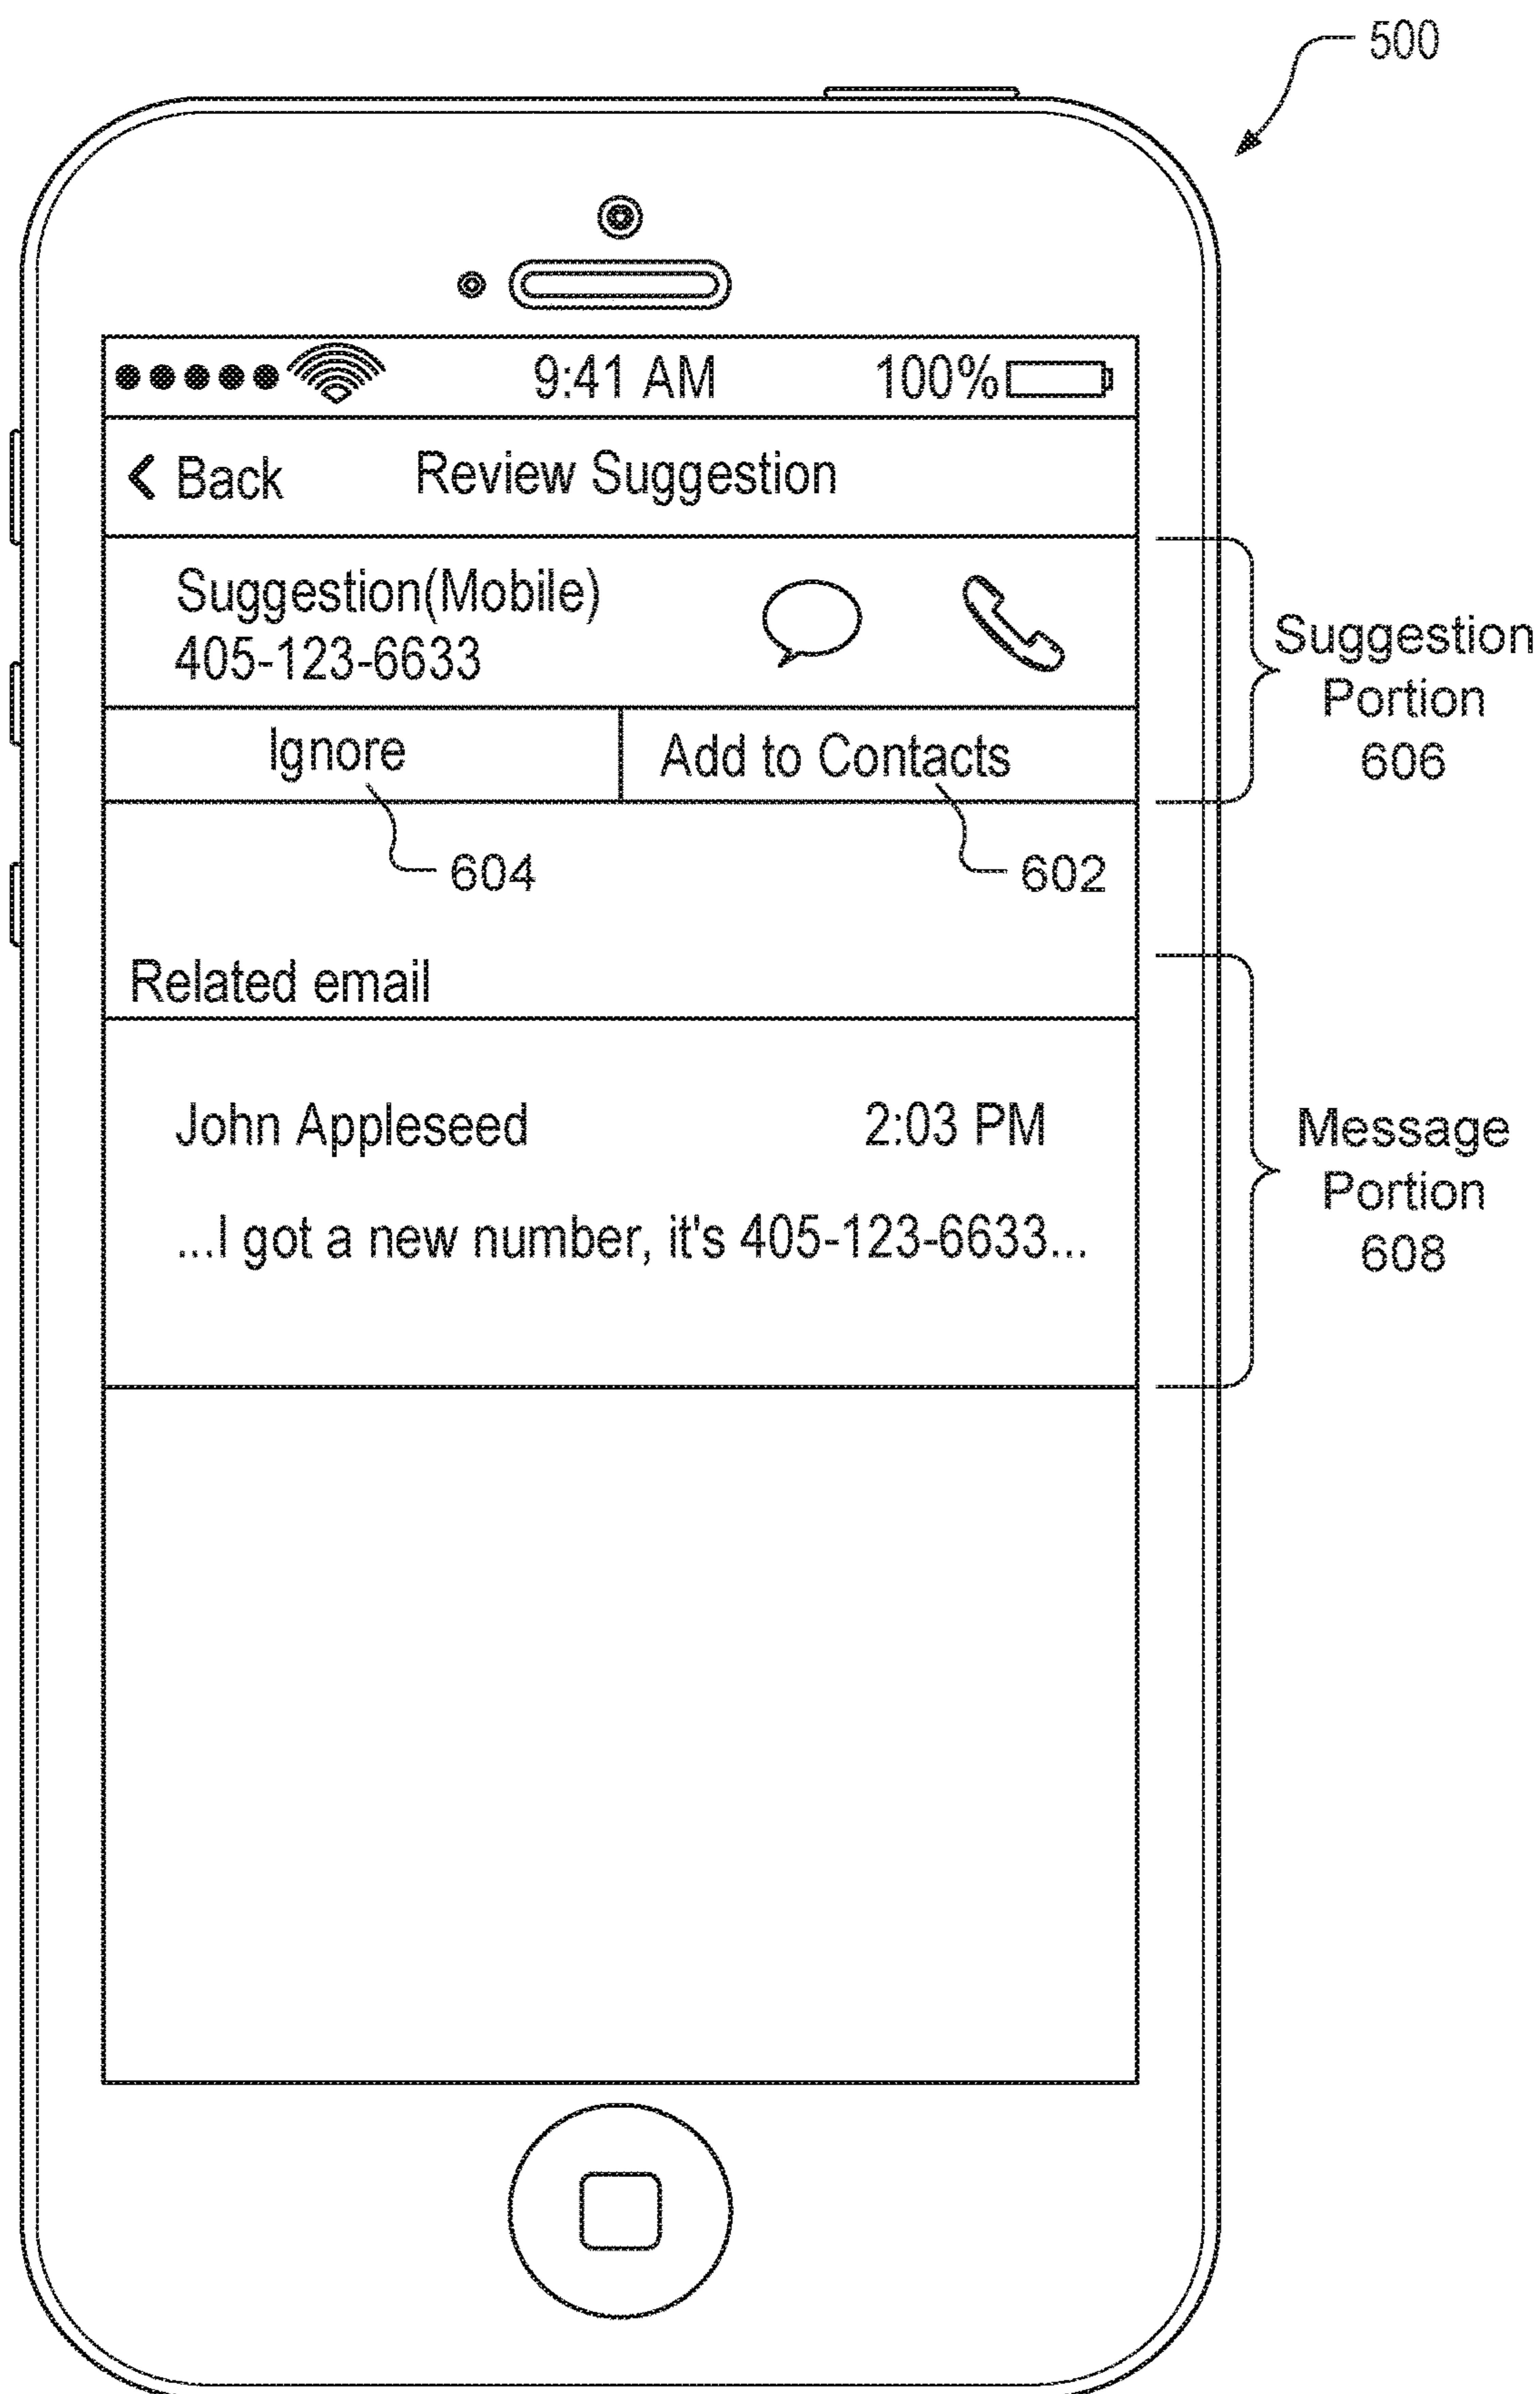 500
9:41 AM 100%
< Back Review Suggestion
Suggestion(Mobile)
405-123-6633
Ignore Add to Contacts
604 602
Suggestion
Portion
606
Related email
John Appleseed 2:03 PM
...I got a new number, it's 405-123-6633...
Message
Portion
608